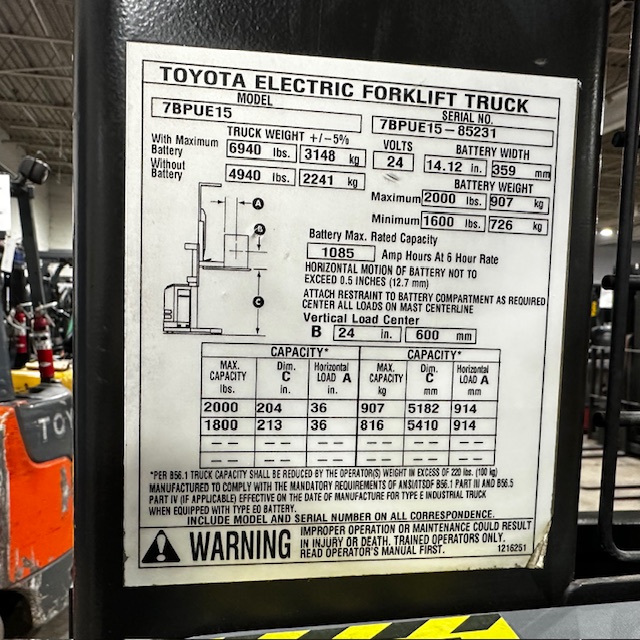 TOYOTA ELECTRIC FORKLIFT TRUCK
MODEL
7BPUE15
SERIAL NO.
7BPUE15-85231
TRUCK WEIGHT +/-5%
With Maximum Battery 6940 lbs. 3148 kg
Without Battery 4940 lbs. 2241 kg
VOLTS
24
BATTERY WIDTH
14.12 in. 359 mm
BATTERY WEIGHT
Maximum 2000 lbs. 907 kg
Minimum 1600 lbs. 726 kg
A
B
C
Battery Max. Rated Capacity
1085 Amp Hours At 6 Hour Rate
HORIZONTAL MOTION OF BATTERY NOT TO
EXCEED 0.5 INCHES (12.7 mm)
ATTACH RESTRAINT TO BATTERY COMPARTMENT AS REQUIRED
CENTER ALL LOADS ON MAST CENTERLINE
Vertical Load Center
B 24 in. 600 mm
CAPACITY* CAPACITY*
MAX. CAPACITY lbs. Dim. C in. Horizontal LOAD A in. MAX. CAPACITY kg Dim. C mm Horizontal LOAD A mm
2000 204 36 907 5182 914
1800 213 36 816 5410 914
-- -- -- -- -- --
-- -- -- -- -- --
*PER B56.1 TRUCK CAPACITY SHALL BE REDUCED BY THE OPERATOR(S) WEIGHT IN EXCESS OF 220 lbs. (100 kg)
MANUFACTURED TO COMPLY WITH THE MANDATORY REQUIREMENTS OF ANSI/ITSDF B56.1 PART III AND B56.5
PART IV (IF APPLICABLE) EFFECTIVE ON THE DATE OF MANUFACTURE FOR TYPE E INDUSTRIAL TRUCK
WHEN EQUIPPED WITH TYPE EO BATTERY.
INCLUDE MODEL AND SERIAL NUMBER ON ALL CORRESPONDENCE.
WARNING
IMPROPER OPERATION OR MAINTENANCE COULD RESULT
IN INJURY OR DEATH. TRAINED OPERATORS ONLY.
READ OPERATOR'S MANUAL FIRST.
1216251
TOY